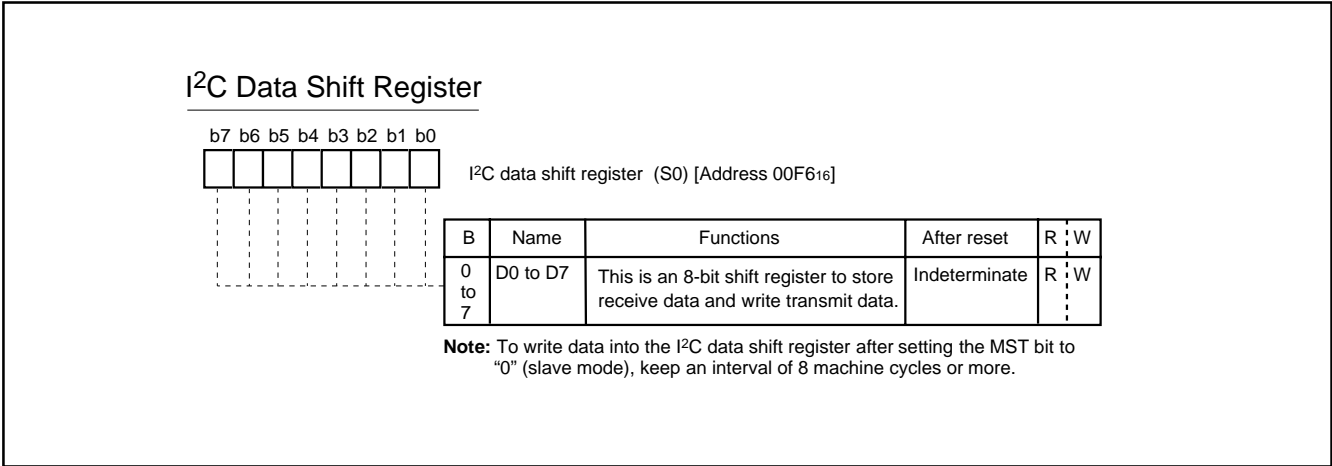 I²C Data Shift Register
b7 b6 b5 b4 b3 b2 b1 b0
I²C data shift register (S0) [Address 00F6₁₆]
B Name Functions After reset R W
0 to 7 D0 to D7 This is an 8-bit shift register to store Indeterminate R W
receive data and write transmit data.
Note: To write data into the I²C data shift register after setting the MST bit to
“0” (slave mode), keep an interval of 8 machine cycles or more.